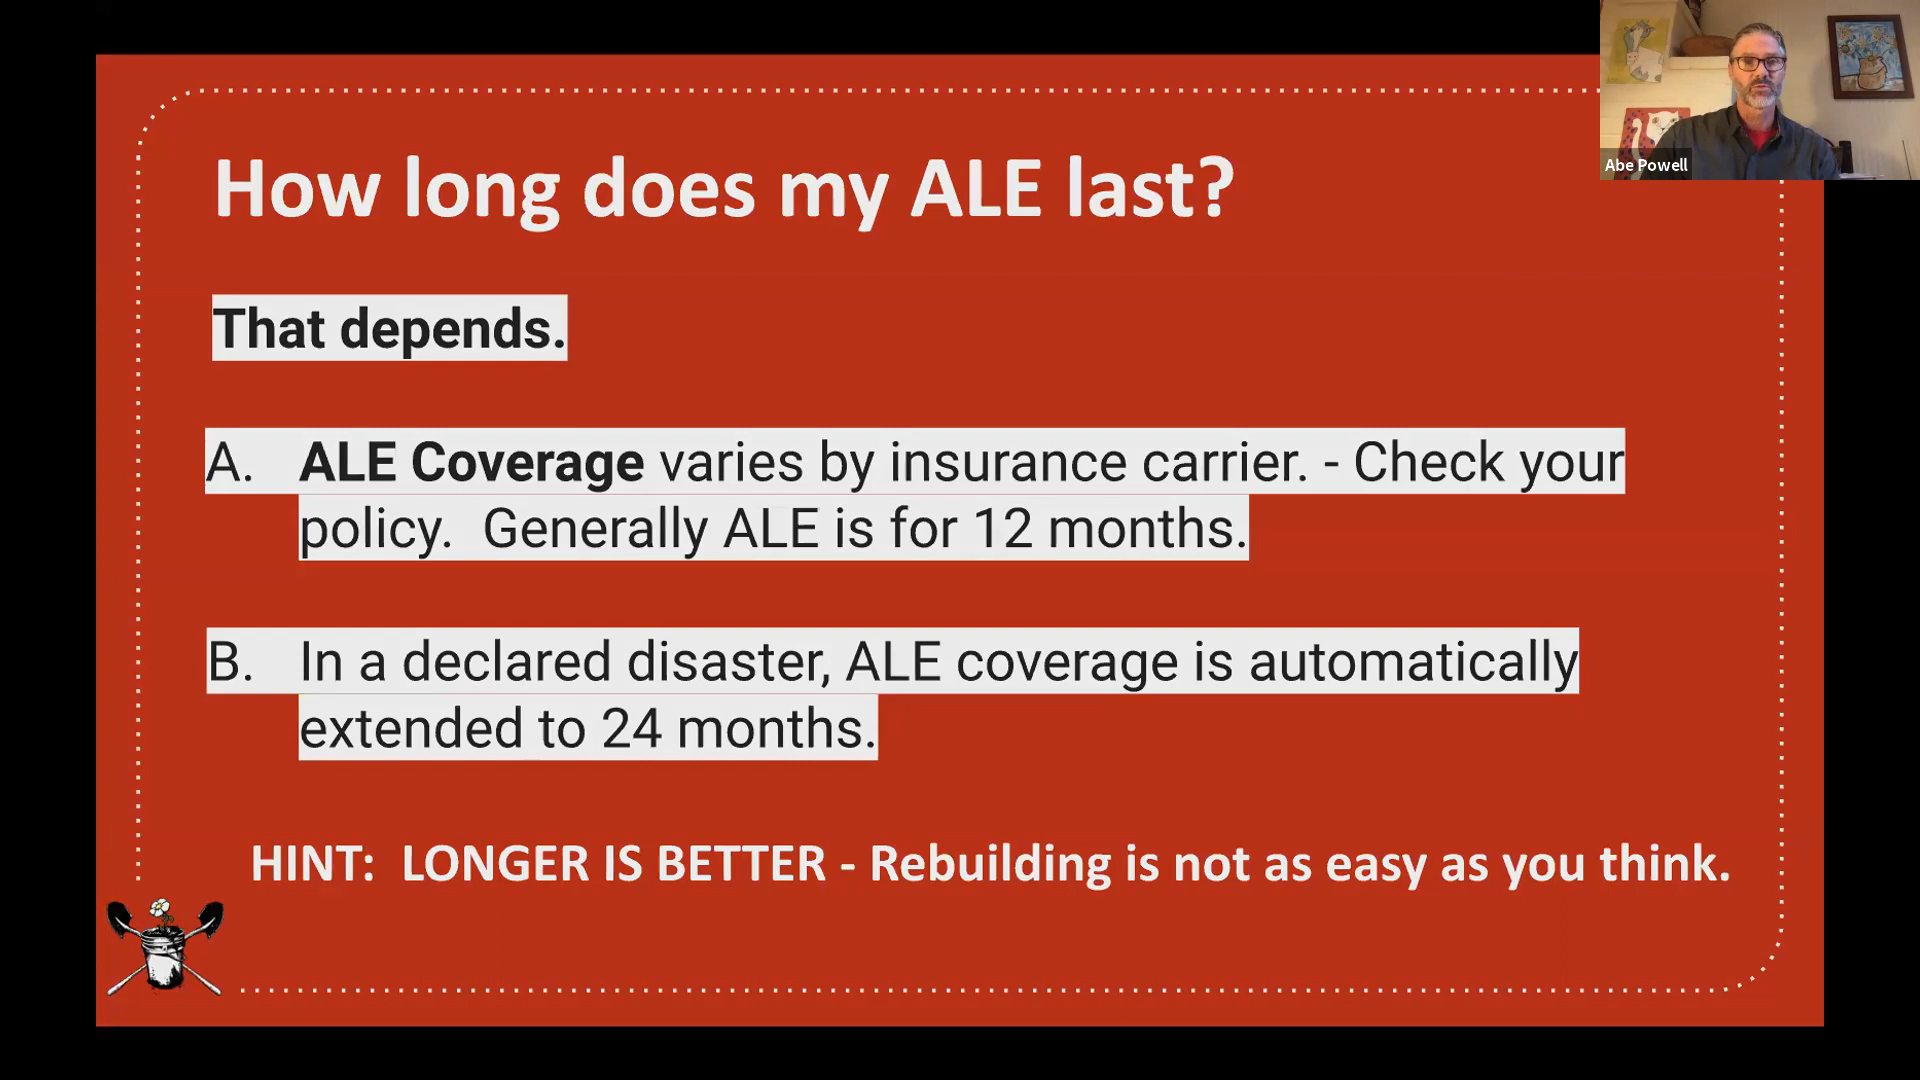 How long does my ALE last?
Abe Powell
That depends.
A. ALE Coverage varies by insurance carrier. - Check your
policy.  Generally ALE is for 12 months.
B. In a declared disaster, ALE coverage is automatically
extended to 24 months.
HINT:  LONGER IS BETTER - Rebuilding is not as easy as you think.